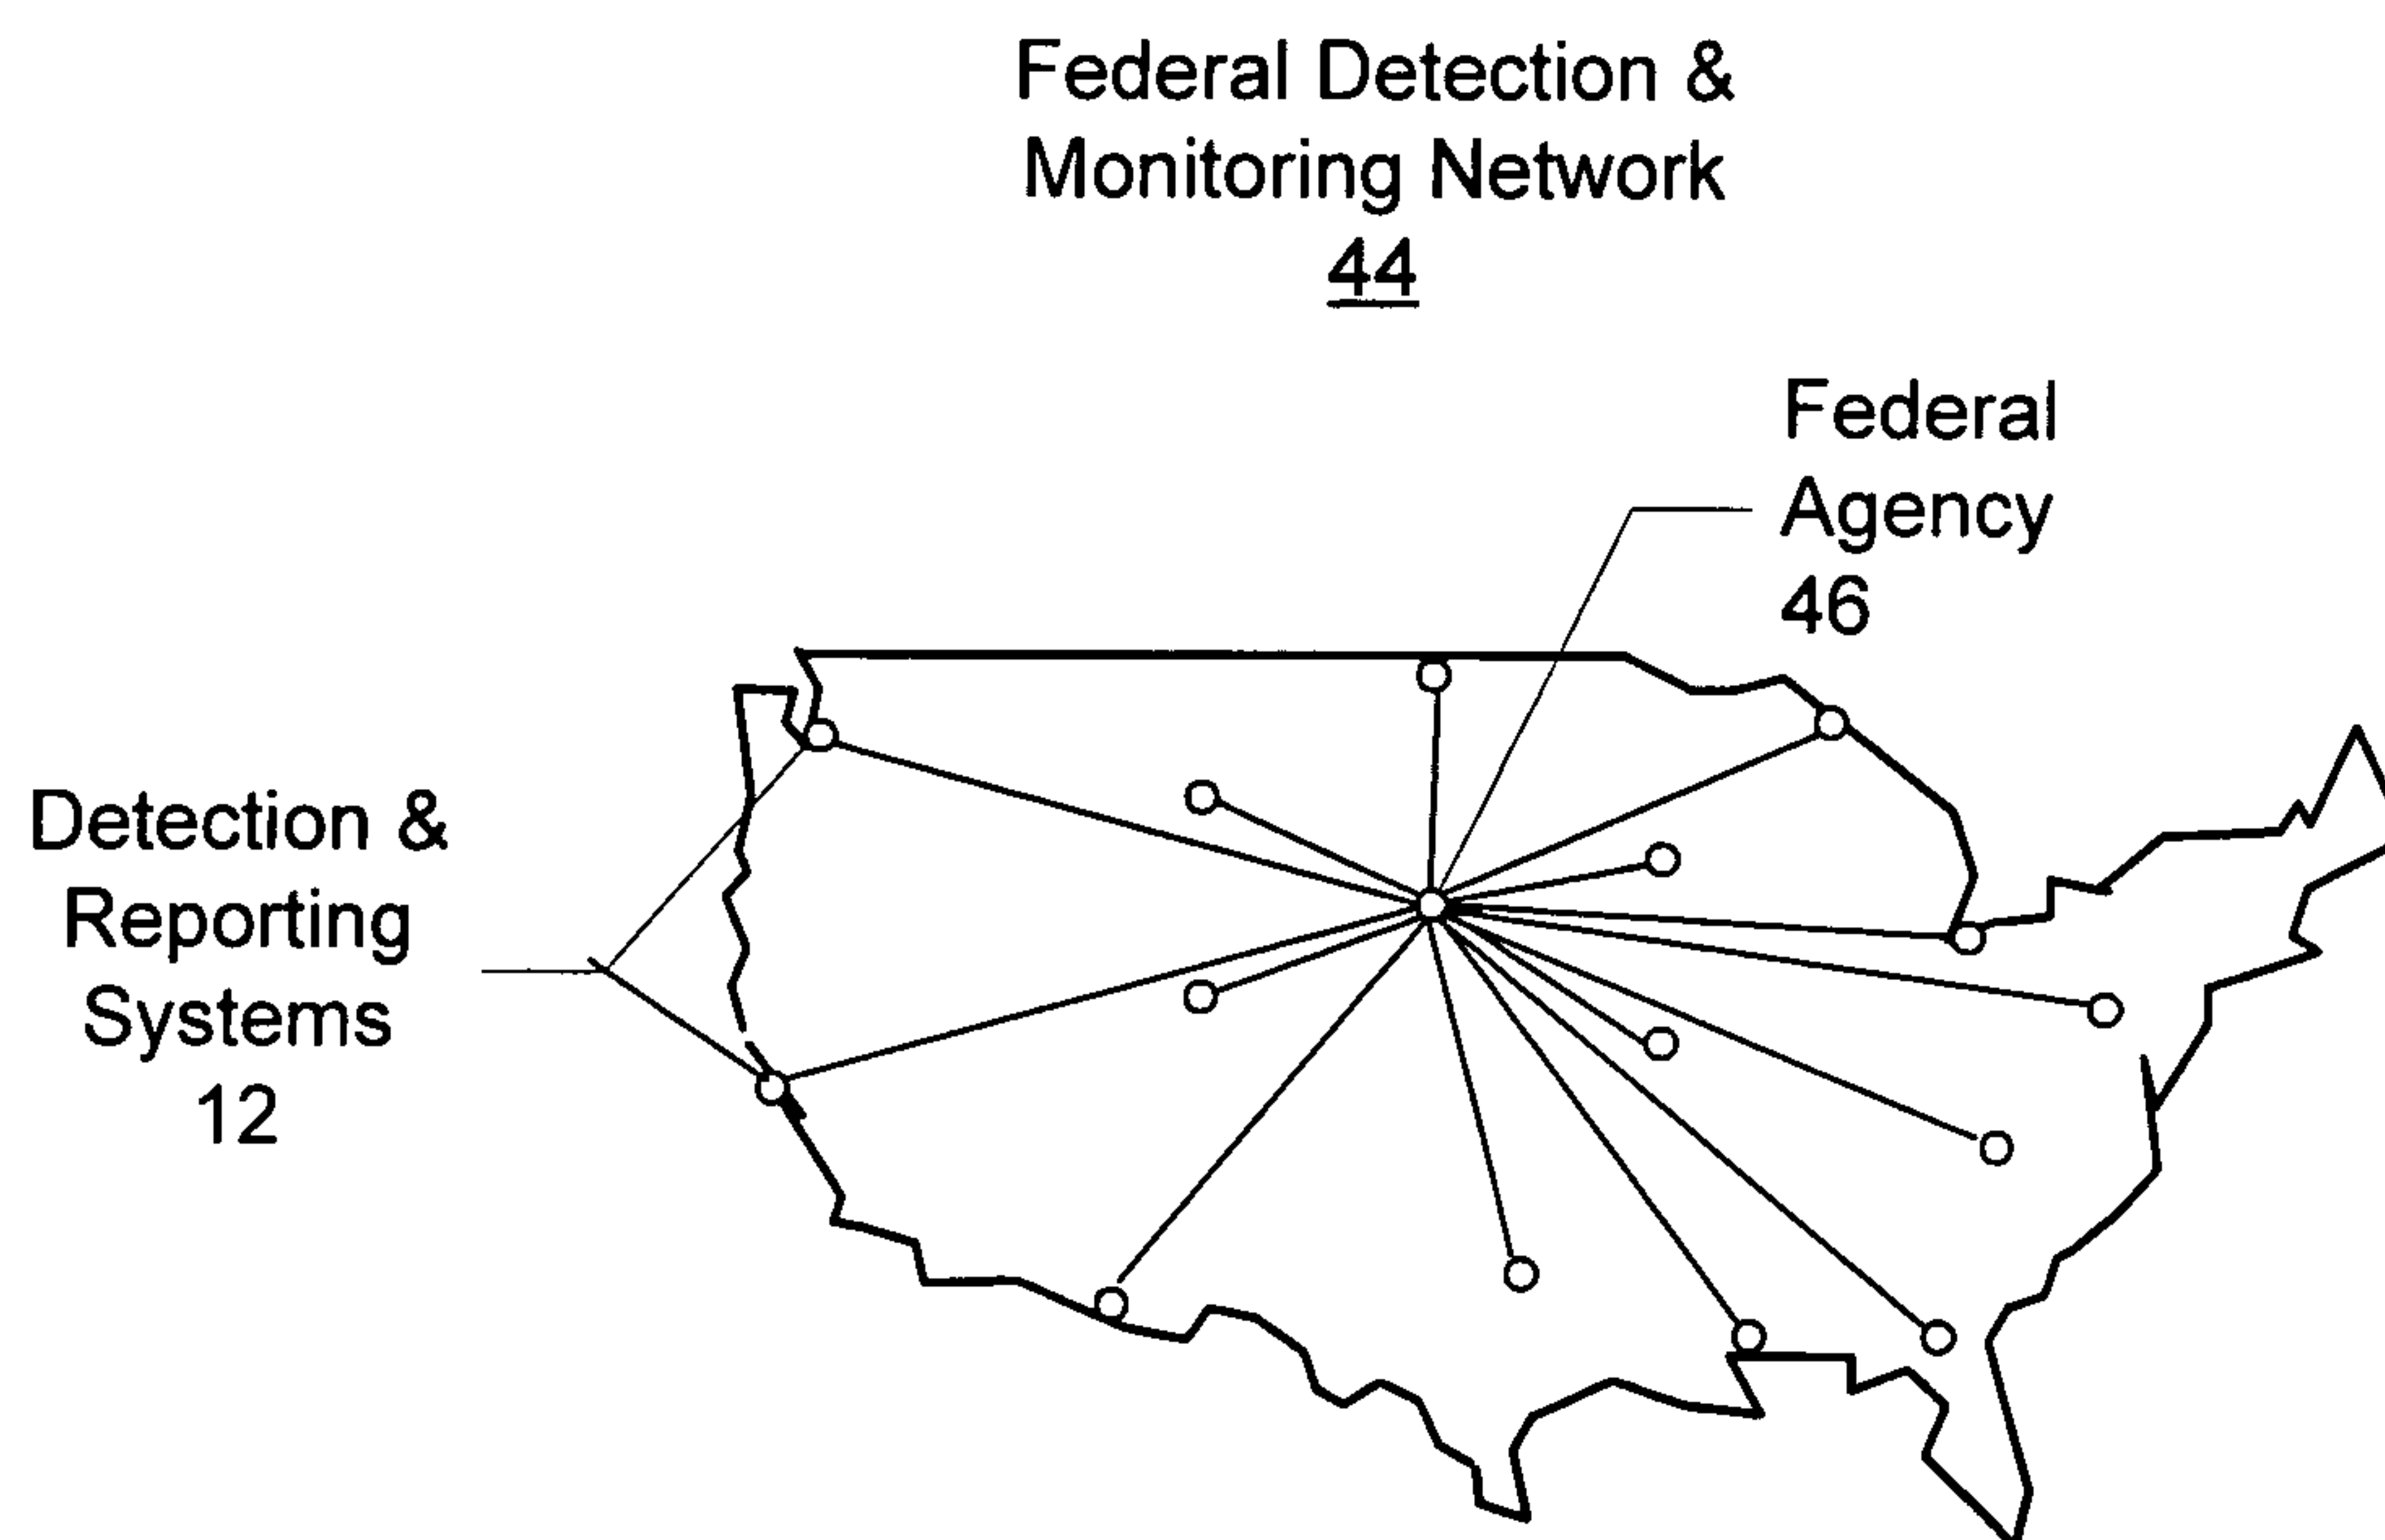 Federal Detection &
Monitoring Network
44
Federal
Agency
46
Detection &
Reporting
Systems
12